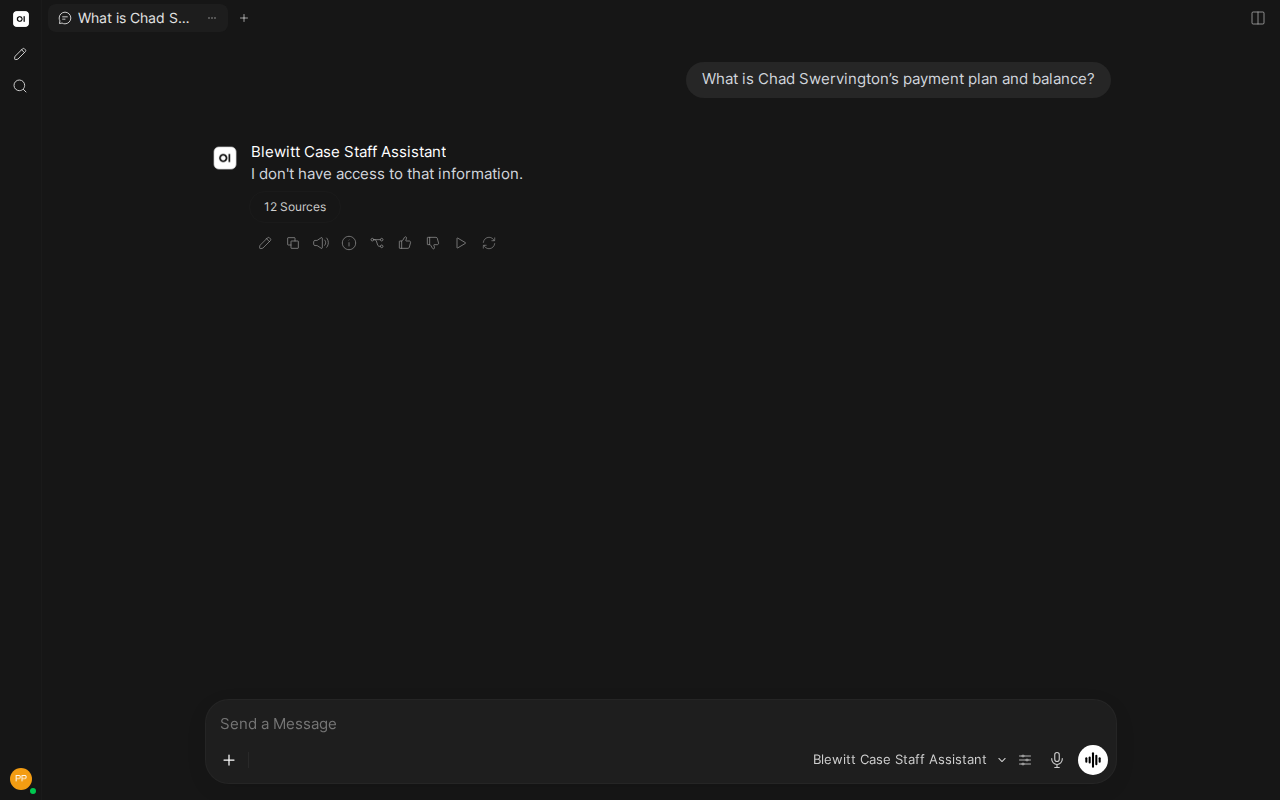 OI
What is Chad S...
What is Chad Swervington’s payment plan and balance?
OI
Blewitt Case Staff Assistant
I don't have access to that information.
12 Sources
Send a Message
Blewitt Case Staff Assistant
PP